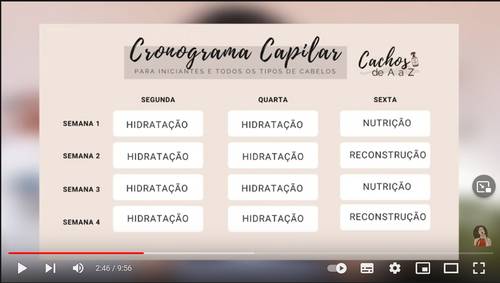 Cronograma Capilar
PARA INICIANTES E TODOS OS TIPOS DE CABELOS
Cachos
de A a Z
SEGUNDA QUARTA SEXTA
SEMANA 1 HIDRATAÇÃO HIDRATAÇÃO NUTRIÇÃO
SEMANA 2 HIDRATAÇÃO HIDRATAÇÃO RECONSTRUÇÃO
SEMANA 3 HIDRATAÇÃO HIDRATAÇÃO NUTRIÇÃO
SEMANA 4 HIDRATAÇÃO HIDRATAÇÃO RECONSTRUÇÃO
2:46 / 9:56